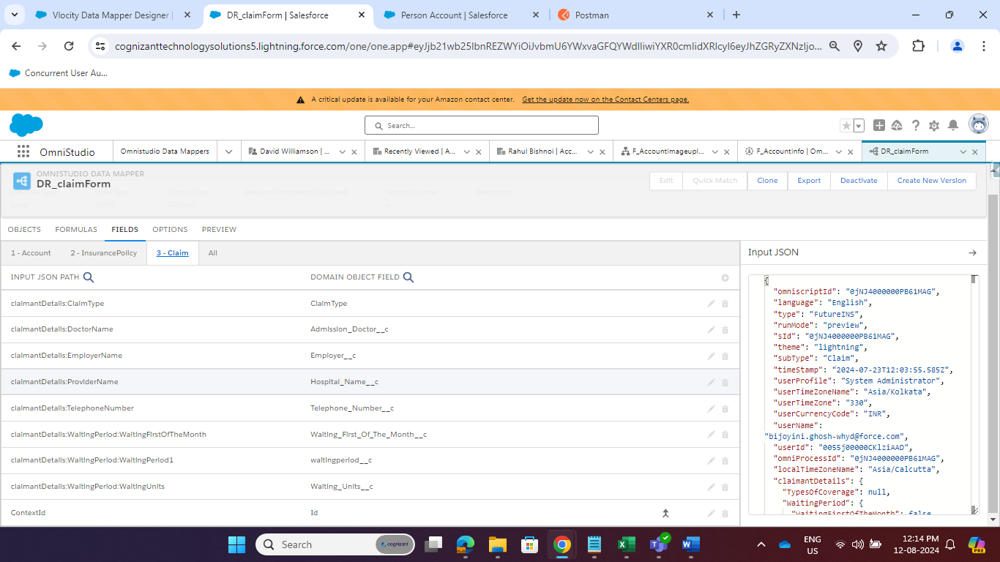 Vlocity Data Mapper Designer |
DR_claimForm | Salesforce
Person Account | Salesforce
Postman
cognizanttechnologysolutions5.lightning.force.com/one/one.app#
Concurrent User Au...
A critical update is available for your Amazon contact center. Get the update now on the Contact Centers page.
Search...
OmniStudio
Omnistudio Data Mappers
David Williamson | ...
Recently Viewed | A...
Rahul Bishnoi | Acc...
F_AccountImageupl...
F_AccountInfo | Om...
DR_claimForm
OMNISTUDIO DATA MAPPER
DR_claimForm
Edit
Quick Match
Clone
Export
Deactivate
Create New Version
OBJECTS
FORMULAS
FIELDS
OPTIONS
PREVIEW
1 - Account
2 - InsurancePolicy
3 - Claim
All
INPUT JSON PATH
DOMAIN OBJECT FIELD
claimantDetails:ClaimType
ClaimType
claimantDetails:DoctorName
Admission_Doctor__c
claimantDetails:EmployerName
Employer__c
claimantDetails:ProviderName
Hospital_Name__c
claimantDetails:TelephoneNumber
Telephone_Number__c
claimantDetails:WaitingPeriod:WaitingFirstOfTheMonth
Waiting_First_Of_The_Month__c
claimantDetails:WaitingPeriod:WaitingPeriod1
waitingperiod__c
claimantDetails:WaitingPeriod:WaitingUnits
Waiting_Units__c
ContextId
Id
Input JSON
{
"omniscriptId": "0jNJ4000000PB61MAG",
"language": "English",
"type": "FutureINS",
"runMode": "preview",
"sId": "0jNJ4000000PB61MAG",
"theme": "lightning",
"subType": "Claim",
"timeStamp": "2024-07-23T12:03:55.585Z",
"userProfile": "System Administrator",
"userTimeZoneName": "Asia/Kolkata",
"userTimeZone": "330",
"userCurrencyCode": "INR",
"userName":
"bijoyini.ghosh-whyd@force.com",
"userId": "0055j00000CKlziAAD",
"omniProcessId": "0jNJ4000000PB61MAG",
"localTimeZoneName": "Asia/Calcutta",
"claimantDetails": {
"TypesOfCoverage": null,
"WaitingPeriod": {
"WaitingFirstOfTheMonth": false
Search
cognizant
ENG
US
12:14 PM
12-08-2024
PRE